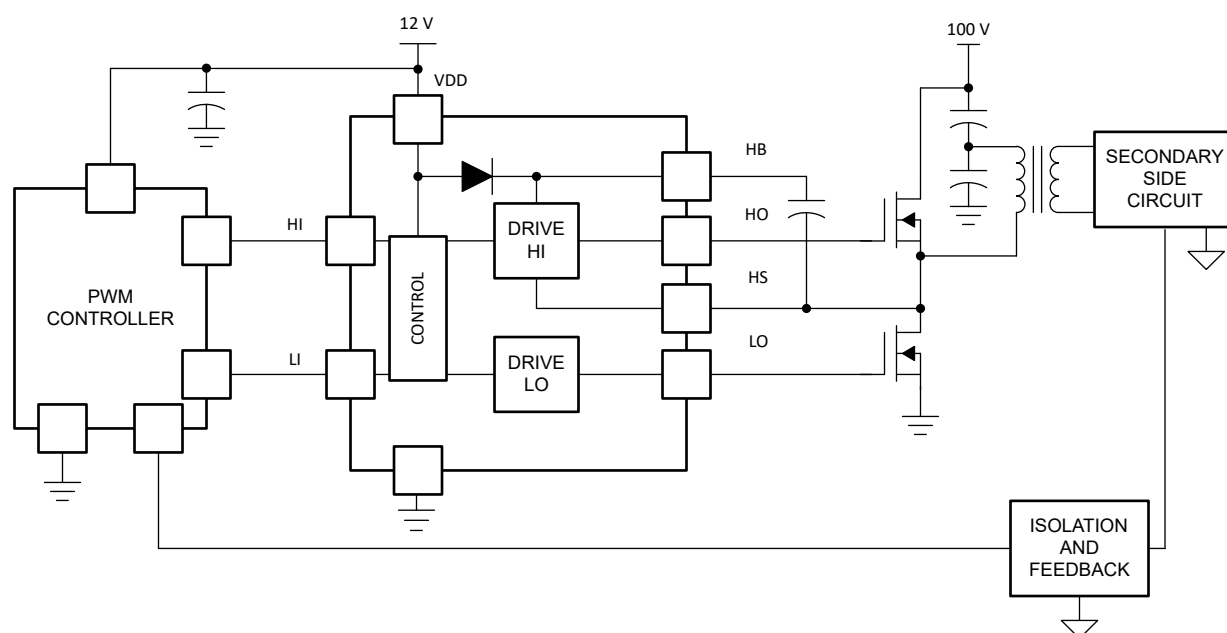 12 V
100 V
VDD
HB
SECONDARY
SIDE
CIRCUIT
HI
DRIVE
HI
HO
PWM
CONTROLLER
CONTROL
HS
LI
DRIVE
LO
LO
ISOLATION
AND
FEEDBACK